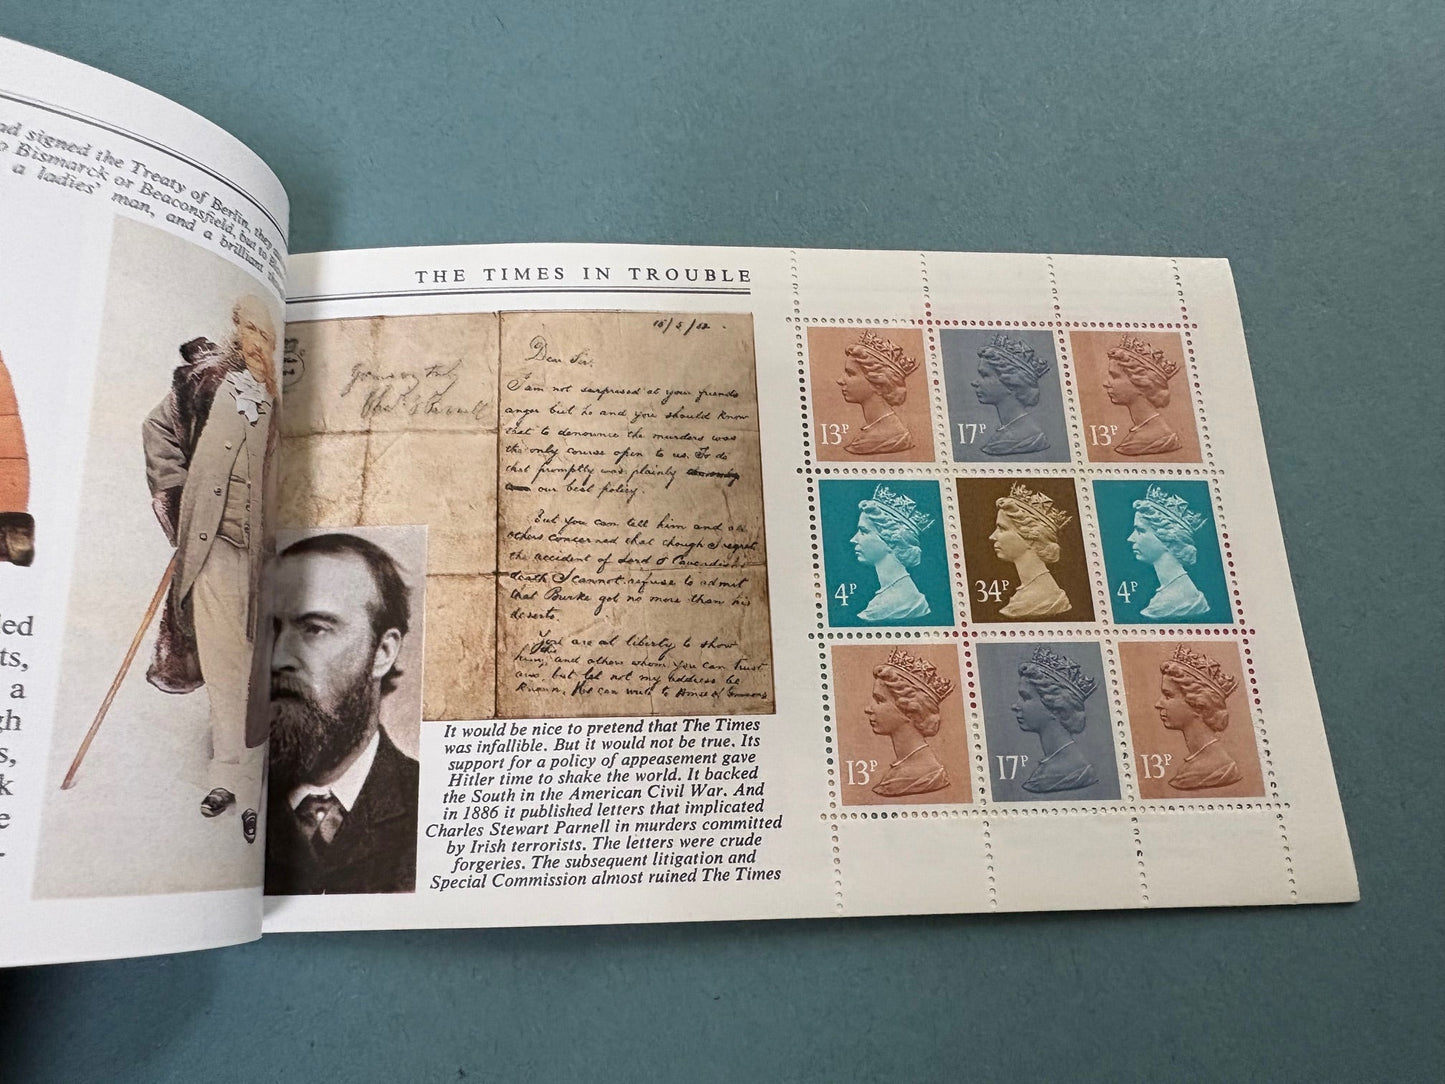 ad signed the Treaty of Berlin, they
o Bismarck or Beaconsfield, but to
a ladies' man, and a brilliant
led
ts,
a
gh
s,
k
e
-
THE TIMES IN TROUBLE
15/5/82.
Dear Sir,
I am not surprised at your friends
anger but he and you should know
that to denounce the murders was
the only course open to us. To do
that promptly was plainly
our best policy.
But you can tell him and all
others concerned that though I regret
the accident of Lord F Cavendish's
death I cannot refuse to admit
that Burke got no more than his
deserts.
You are at liberty to show
him this, and others whom you can trust
also, but let not my address be
known. He can write to House of Commons
Yours very truly
Chas. S. Parnell
It would be nice to pretend that The Times
was infallible. But it would not be true. Its
support for a policy of appeasement gave
Hitler time to shake the world. It backed
the South in the American Civil War. And
in 1886 it published letters that implicated
Charles Stewart Parnell in murders committed
by Irish terrorists. The letters were crude
forgeries. The subsequent litigation and
Special Commission almost ruined The Times
13P 17P 13P
4P 34P 4P
13P 17P 13P